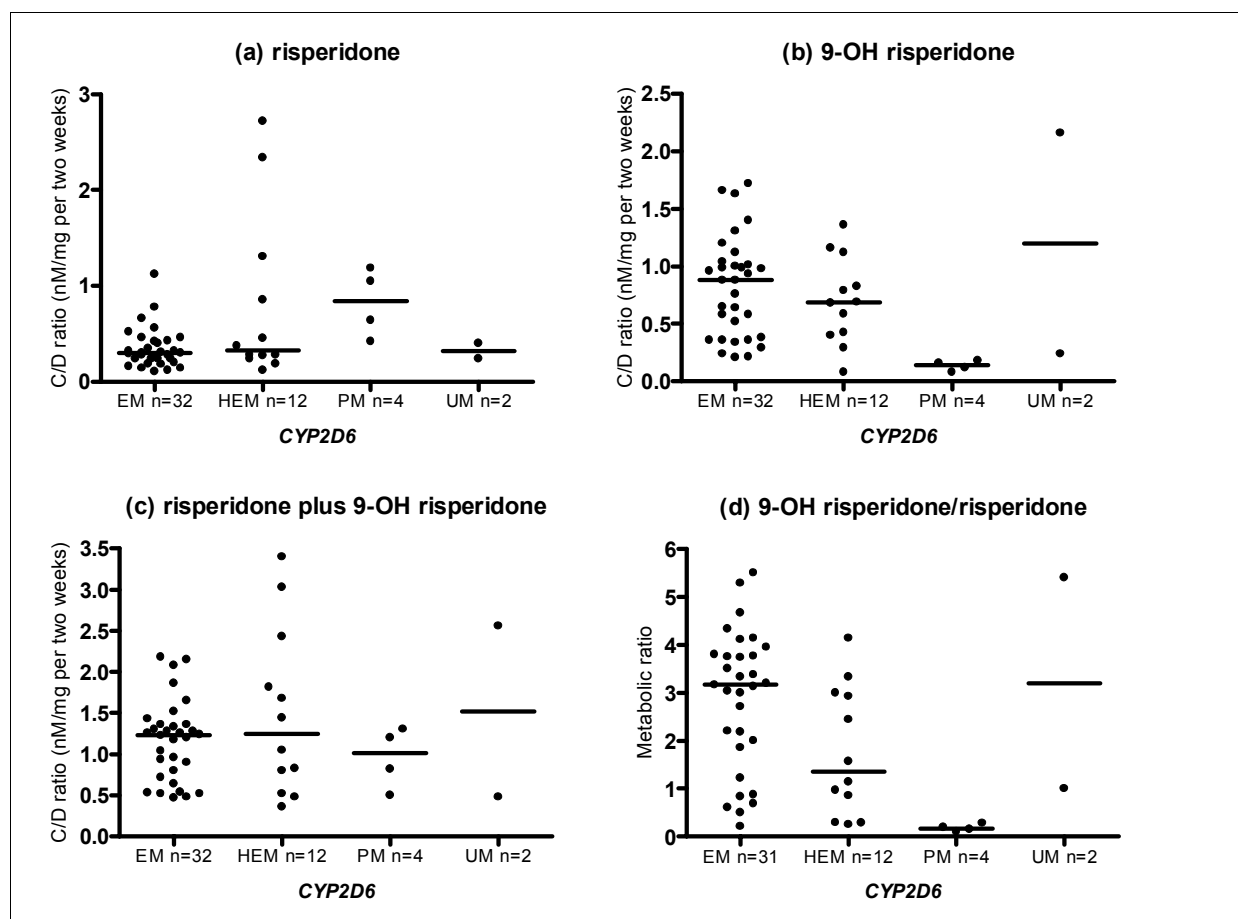 (a) risperidone
C/D ratio (nM/mg per two weeks)
3
2
1
0
EM n=32 HEM n=12 PM n=4 UM n=2
CYP2D6
(b) 9-OH risperidone
C/D ratio (nM/mg per two weeks)
2.5
2.0
1.5
1.0
0.5
0.0
EM n=32 HEM n=12 PM n=4 UM n=2
CYP2D6
(c) risperidone plus 9-OH risperidone
C/D ratio (nM/mg per two weeks)
3.5
3.0
2.5
2.0
1.5
1.0
0.5
0.0
EM n=32 HEM n=12 PM n=4 UM n=2
CYP2D6
(d) 9-OH risperidone/risperidone
Metabolic ratio
6
5
4
3
2
1
0
EM n=31 HEM n=12 PM n=4 UM n=2
CYP2D6